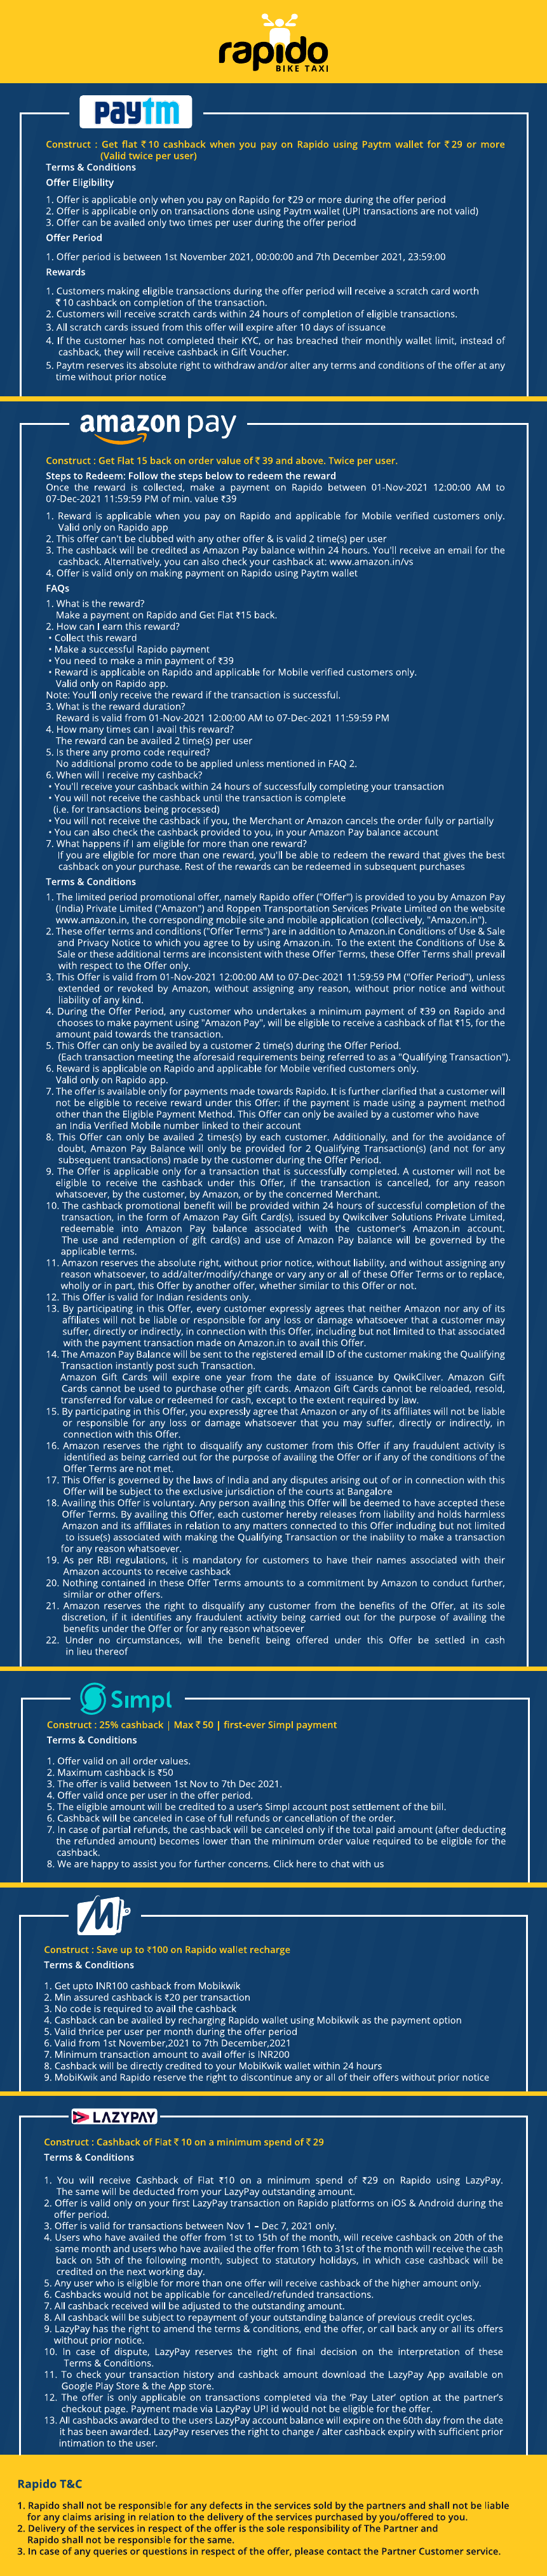 rapido
BIKE TAXI
paytm
Construct : Get flat ₹ 10 cashback when you pay on Rapido using Paytm wallet for ₹ 29 or more
(Valid twice per user)
Terms & Conditions
Offer Eligibility
1. Offer is applicable only when you pay on Rapido for ₹29 or more during the offer period
2. Offer is applicable only on transactions done using Paytm wallet (UPI transactions are not valid)
3. Offer can be availed only two times per user during the offer period
Offer Period
1. Offer period is between 1st November 2021, 00:00:00 and 7th December 2021, 23:59:00
Rewards
1. Customers making eligible transactions during the offer period will receive a scratch card worth
₹ 10 cashback on completion of the transaction.
2. Customers will receive scratch cards within 24 hours of completion of eligible transactions.
3. All scratch cards issued from this offer will expire after 10 days of issuance
4. If the customer has not completed their KYC, or has breached their monthly wallet limit, instead of
cashback, they will receive cashback in Gift Voucher.
5. Paytm reserves its absolute right to withdraw and/or alter any terms and conditions of the offer at any
time without prior notice
amazon pay
Construct : Get Flat 15 back on order value of ₹ 39 and above. Twice per user.
Steps to Redeem: Follow the steps below to redeem the reward
Once the reward is collected, make a payment on Rapido between 01-Nov-2021 12:00:00 AM to
07-Dec-2021 11:59:59 PM of min. value ₹39
1. Reward is applicable when you pay on Rapido and applicable for Mobile verified customers only.
Valid only on Rapido app
2. This offer can't be clubbed with any other offer & is valid 2 time(s) per user
3. The cashback will be credited as Amazon Pay balance within 24 hours. You'll receive an email for the
cashback. Alternatively, you can also check your cashback at: www.amazon.in/vs
4. Offer is valid only on making payment on Rapido using Paytm wallet
FAQs
1. What is the reward?
Make a payment on Rapido and Get Flat ₹15 back.
2. How can I earn this reward?
• Collect this reward
• Make a successful Rapido payment
• You need to make a min payment of ₹39
• Reward is applicable on Rapido and applicable for Mobile verified customers only.
Valid only on Rapido app.
Note: You'll only receive the reward if the transaction is successful.
3. What is the reward duration?
Reward is valid from 01-Nov-2021 12:00:00 AM to 07-Dec-2021 11:59:59 PM
4. How many times can I avail this reward?
The reward can be availed 2 time(s) per user
5. Is there any promo code required?
No additional promo code to be applied unless mentioned in FAQ 2.
6. When will I receive my cashback?
• You'll receive your cashback within 24 hours of successfully completing your transaction
• You will not receive the cashback until the transaction is complete
(i.e. for transactions being processed)
• You will not receive the cashback if you, the Merchant or Amazon cancels the order fully or partially
• You can also check the cashback provided to you, in your Amazon Pay balance account
7. What happens if I am eligible for more than one reward?
If you are eligible for more than one reward, you'll be able to redeem the reward that gives the best
cashback on your purchase. Rest of the rewards can be redeemed in subsequent purchases
Terms & Conditions
1. The limited period promotional offer, namely Rapido offer ("Offer") is provided to you by Amazon Pay
(India) Private Limited ("Amazon") and Roppen Transportation Services Private Limited on the website
www.amazon.in, the corresponding mobile site and mobile application (collectively, "Amazon.in").
2. These offer terms and conditions ("Offer Terms") are in addition to Amazon.in Conditions of Use & Sale
and Privacy Notice to which you agree to by using Amazon.in. To the extent the Conditions of Use &
Sale or these additional terms are inconsistent with these Offer Terms, these Offer Terms shall prevail
with respect to the Offer only.
3. This Offer is valid from 01-Nov-2021 12:00:00 AM to 07-Dec-2021 11:59:59 PM ("Offer Period"), unless
extended or revoked by Amazon, without assigning any reason, without prior notice and without
liability of any kind.
4. During the Offer Period, any customer who undertakes a minimum payment of ₹39 on Rapido and
chooses to make payment using "Amazon Pay", will be eligible to receive a cashback of flat ₹15, for the
amount paid towards the transaction.
5. This Offer can only be availed by a customer 2 time(s) during the Offer Period.
(Each transaction meeting the aforesaid requirements being referred to as a "Qualifying Transaction").
6. Reward is applicable on Rapido and applicable for Mobile verified customers only.
Valid only on Rapido app.
7. The offer is available only for payments made towards Rapido. It is further clarified that a customer will
not be eligible to receive reward under this Offer: if the payment is made using a payment method
other than the Eligible Payment Method. This Offer can only be availed by a customer who have
an India Verified Mobile number linked to their account
8. This Offer can only be availed 2 times(s) by each customer. Additionally, and for the avoidance of
doubt, Amazon Pay Balance will only be provided for 2 Qualifying Transaction(s) (and not for any
subsequent transactions) made by the customer during the Offer Period.
9. The Offer is applicable only for a transaction that is successfully completed. A customer will not be
eligible to receive the cashback under this Offer, if the transaction is cancelled, for any reason
whatsoever, by the customer, by Amazon, or by the concerned Merchant.
10. The cashback promotional benefit will be provided within 24 hours of successful completion of the
transaction, in the form of Amazon Pay Gift Card(s), issued by Qwikcilver Solutions Private Limited,
redeemable into Amazon Pay balance associated with the customer's Amazon.in account.
The use and redemption of gift card(s) and use of Amazon Pay balance will be governed by the
applicable terms.
11. Amazon reserves the absolute right, without prior notice, without liability, and without assigning any
reason whatsoever, to add/alter/modify/change or vary any or all of these Offer Terms or to replace,
wholly or in part, this Offer by another offer, whether similar to this Offer or not.
12. This Offer is valid for Indian residents only.
13. By participating in this Offer, every customer expressly agrees that neither Amazon nor any of its
affiliates will not be liable or responsible for any loss or damage whatsoever that a customer may
suffer, directly or indirectly, in connection with this Offer, including but not limited to that associated
with the payment transaction made on Amazon.in to avail this Offer.
14. The Amazon Pay Balance will be sent to the registered email ID of the customer making the Qualifying
Transaction instantly post such Transaction.
Amazon Gift Cards will expire one year from the date of issuance by QwikCilver. Amazon Gift
Cards cannot be used to purchase other gift cards. Amazon Gift Cards cannot be reloaded, resold,
transferred for value or redeemed for cash, except to the extent required by law.
15. By participating in this Offer, you expressly agree that Amazon or any of its affiliates will not be liable
or responsible for any loss or damage whatsoever that you may suffer, directly or indirectly, in
connection with this Offer.
16. Amazon reserves the right to disqualify any customer from this Offer if any fraudulent activity is
identified as being carried out for the purpose of availing the Offer or if any of the conditions of the
Offer Terms are not met.
17. This Offer is governed by the laws of India and any disputes arising out of or in connection with this
Offer will be subject to the exclusive jurisdiction of the courts at Bangalore
18. Availing this Offer is voluntary. Any person availing this Offer will be deemed to have accepted these
Offer Terms. By availing this Offer, each customer hereby releases from liability and holds harmless
Amazon and its affiliates in relation to any matters connected to this Offer including but not limited
to issue(s) associated with making the Qualifying Transaction or the inability to make a transaction
for any reason whatsoever.
19. As per RBI regulations, it is mandatory for customers to have their names associated with their
Amazon accounts to receive cashback
20. Nothing contained in these Offer Terms amounts to a commitment by Amazon to conduct further,
similar or other offers.
21. Amazon reserves the right to disqualify any customer from the benefits of the Offer, at its sole
discretion, if it identifies any fraudulent activity being carried out for the purpose of availing the
benefits under the Offer or for any reason whatsoever
22. Under no circumstances, will the benefit being offered under this Offer be settled in cash
in lieu thereof
Simpl
Construct : 25% cashback | Max ₹ 50 | first-ever Simpl payment
Terms & Conditions
1. Offer valid on all order values.
2. Maximum cashback is ₹50
3. The offer is valid between 1st Nov to 7th Dec 2021.
4. Offer valid once per user in the offer period.
5. The eligible amount will be credited to a user's Simpl account post settlement of the bill.
6. Cashback will be canceled in case of full refunds or cancellation of the order.
7. In case of partial refunds, the cashback will be canceled only if the total paid amount (after deducting
the refunded amount) becomes lower than the minimum order value required to be eligible for the
cashback.
8. We are happy to assist you for further concerns. Click here to chat with us
Construct : Save up to ₹100 on Rapido wallet recharge
Terms & Conditions
1. Get upto INR100 cashback from Mobikwik
2. Min assured cashback is ₹20 per transaction
3. No code is required to avail the cashback
4. Cashback can be availed by recharging Rapido wallet using Mobikwik as the payment option
5. Valid thrice per user per month during the offer period
6. Valid from 1st November,2021 to 7th December,2021
7. Minimum transaction amount to avail offer is INR200
8. Cashback will be directly credited to your MobiKwik wallet within 24 hours
9. MobiKwik and Rapido reserve the right to discontinue any or all of their offers without prior notice
LAZYPAY
Construct : Cashback of Flat ₹ 10 on a minimum spend of ₹ 29
Terms & Conditions
1. You will receive Cashback of Flat ₹10 on a minimum spend of ₹29 on Rapido using LazyPay.
The same will be deducted from your LazyPay outstanding amount.
2. Offer is valid only on your first LazyPay transaction on Rapido platforms on iOS & Android during the
offer period.
3. Offer is valid for transactions between Nov 1 – Dec 7, 2021 only.
4. Users who have availed the offer from 1st to 15th of the month, will receive cashback on 20th of the
same month and users who have availed the offer from 16th to 31st of the month will receive the cash
back on 5th of the following month, subject to statutory holidays, in which case cashback will be
credited on the next working day.
5. Any user who is eligible for more than one offer will receive cashback of the higher amount only.
6. Cashbacks would not be applicable for cancelled/refunded transactions.
7. All cashback received will be adjusted to the outstanding amount.
8. All cashback will be subject to repayment of your outstanding balance of previous credit cycles.
9. LazyPay has the right to amend the terms & conditions, end the offer, or call back any or all its offers
without prior notice.
10. In case of dispute, LazyPay reserves the right of final decision on the interpretation of these
Terms & Conditions.
11. To check your transaction history and cashback amount download the LazyPay App available on
Google Play Store & the App store.
12. The offer is only applicable on transactions completed via the 'Pay Later' option at the partner's
checkout page. Payment made via LazyPay UPI id would not be eligible for the offer.
13. All cashbacks awarded to the users LazyPay account balance will expire on the 60th day from the date
it has been awarded. LazyPay reserves the right to change / alter cashback expiry with sufficient prior
intimation to the user.
Rapido T&C
1. Rapido shall not be responsible for any defects in the services sold by the partners and shall not be liable
for any claims arising in relation to the delivery of the services purchased by you/offered to you.
2. Delivery of the services in respect of the offer is the sole responsibility of The Partner and
Rapido shall not be responsible for the same.
3. In case of any queries or questions in respect of the offer, please contact the Partner Customer service.